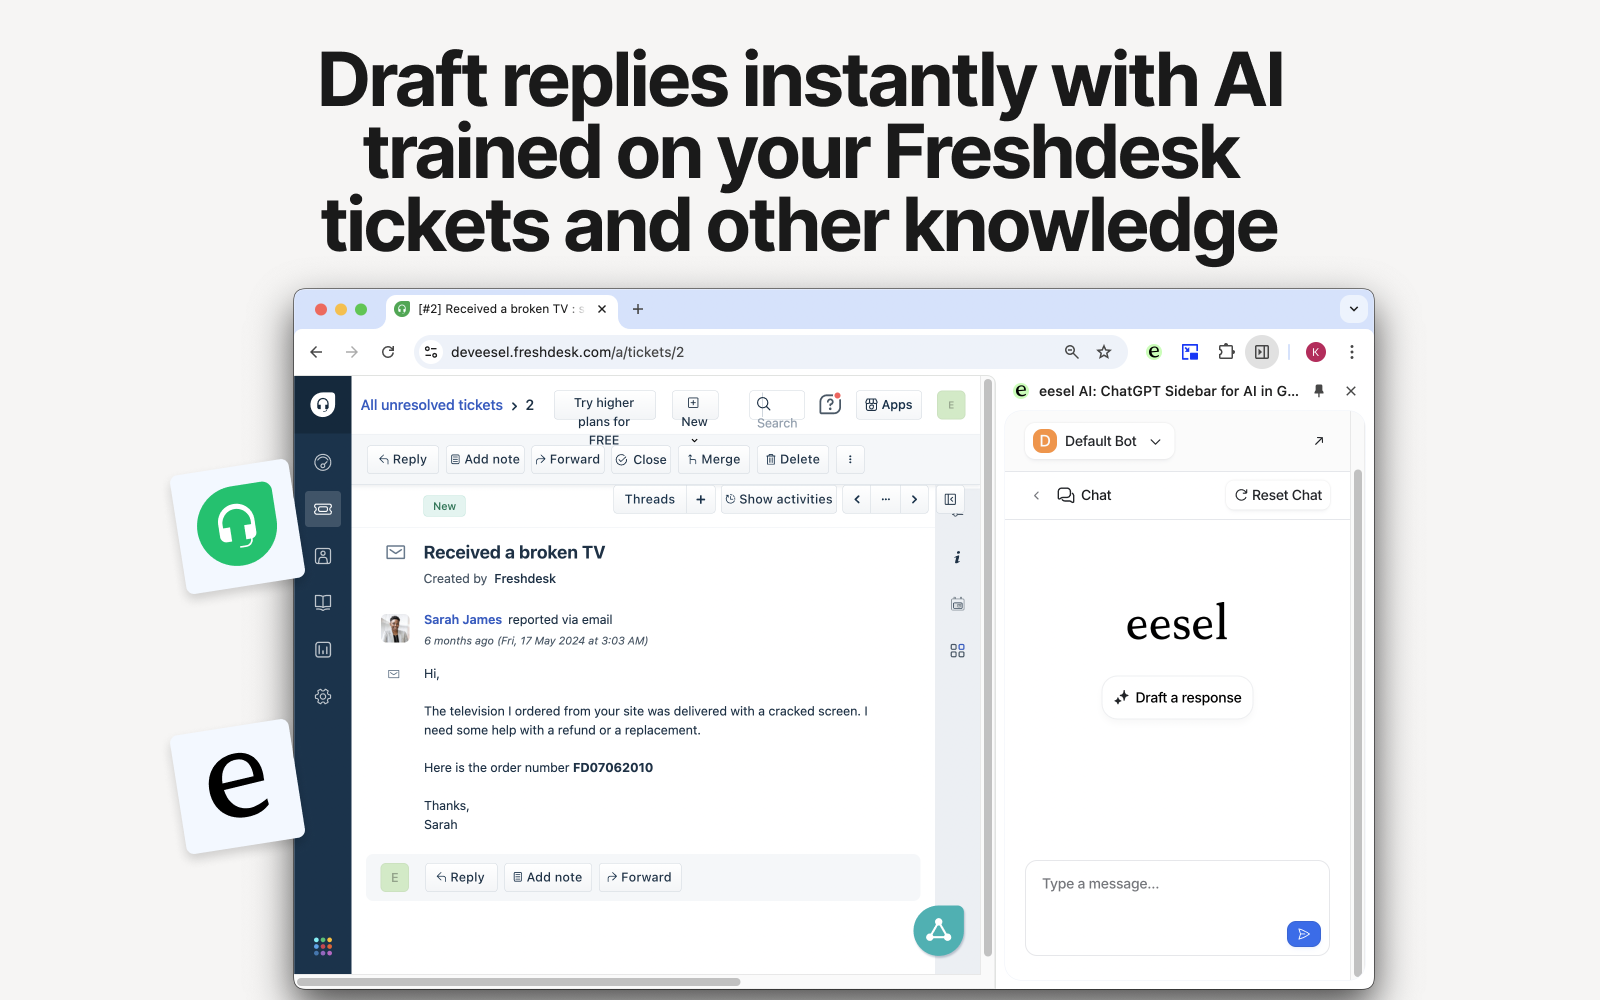 Draft replies instantly with AI
trained on your Freshdesk
tickets and other knowledge
[#2] Received a broken TV : s
deveesel.freshdesk.com/a/tickets/2
e
K
e eesel AI: ChatGPT Sidebar for AI in G...
All unresolved tickets > 2
Try higher
plans for
FREE
New
Search
Apps
E
Reply
Add note
Forward
Close
Merge
Delete
D Default Bot
New
Threads
Show activities
Chat
Reset Chat
Received a broken TV
Created by Freshdesk
Sarah James reported via email
6 months ago (Fri, 17 May 2024 at 3:03 AM)
Hi,
The television I ordered from your site was delivered with a cracked screen. I
need some help with a refund or a replacement.
Here is the order number FD07062010
Thanks,
Sarah
E
Reply
Add note
Forward
eesel
Draft a response
Type a message...
e